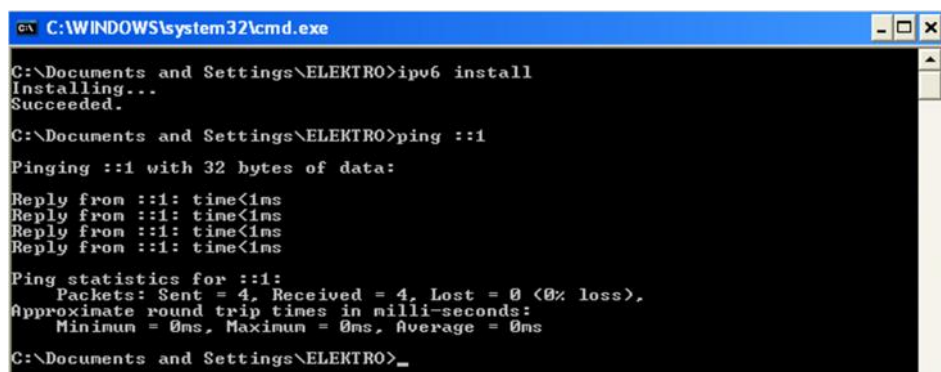 C:\WINDOWS\system32\cmd.exe
C:\Documents and Settings\ELEKTRO>ipv6 install
Installing...
Succeeded.
C:\Documents and Settings\ELEKTRO>ping ::1
Pinging ::1 with 32 bytes of data:
Reply from ::1: time<1ms
Reply from ::1: time<1ms
Reply from ::1: time<1ms
Reply from ::1: time<1ms
Ping statistics for ::1:
    Packets: Sent = 4, Received = 4, Lost = 0 (0% loss),
Approximate round trip times in milli-seconds:
    Minimum = 0ms, Maximum = 0ms, Average = 0ms
C:\Documents and Settings\ELEKTRO>_